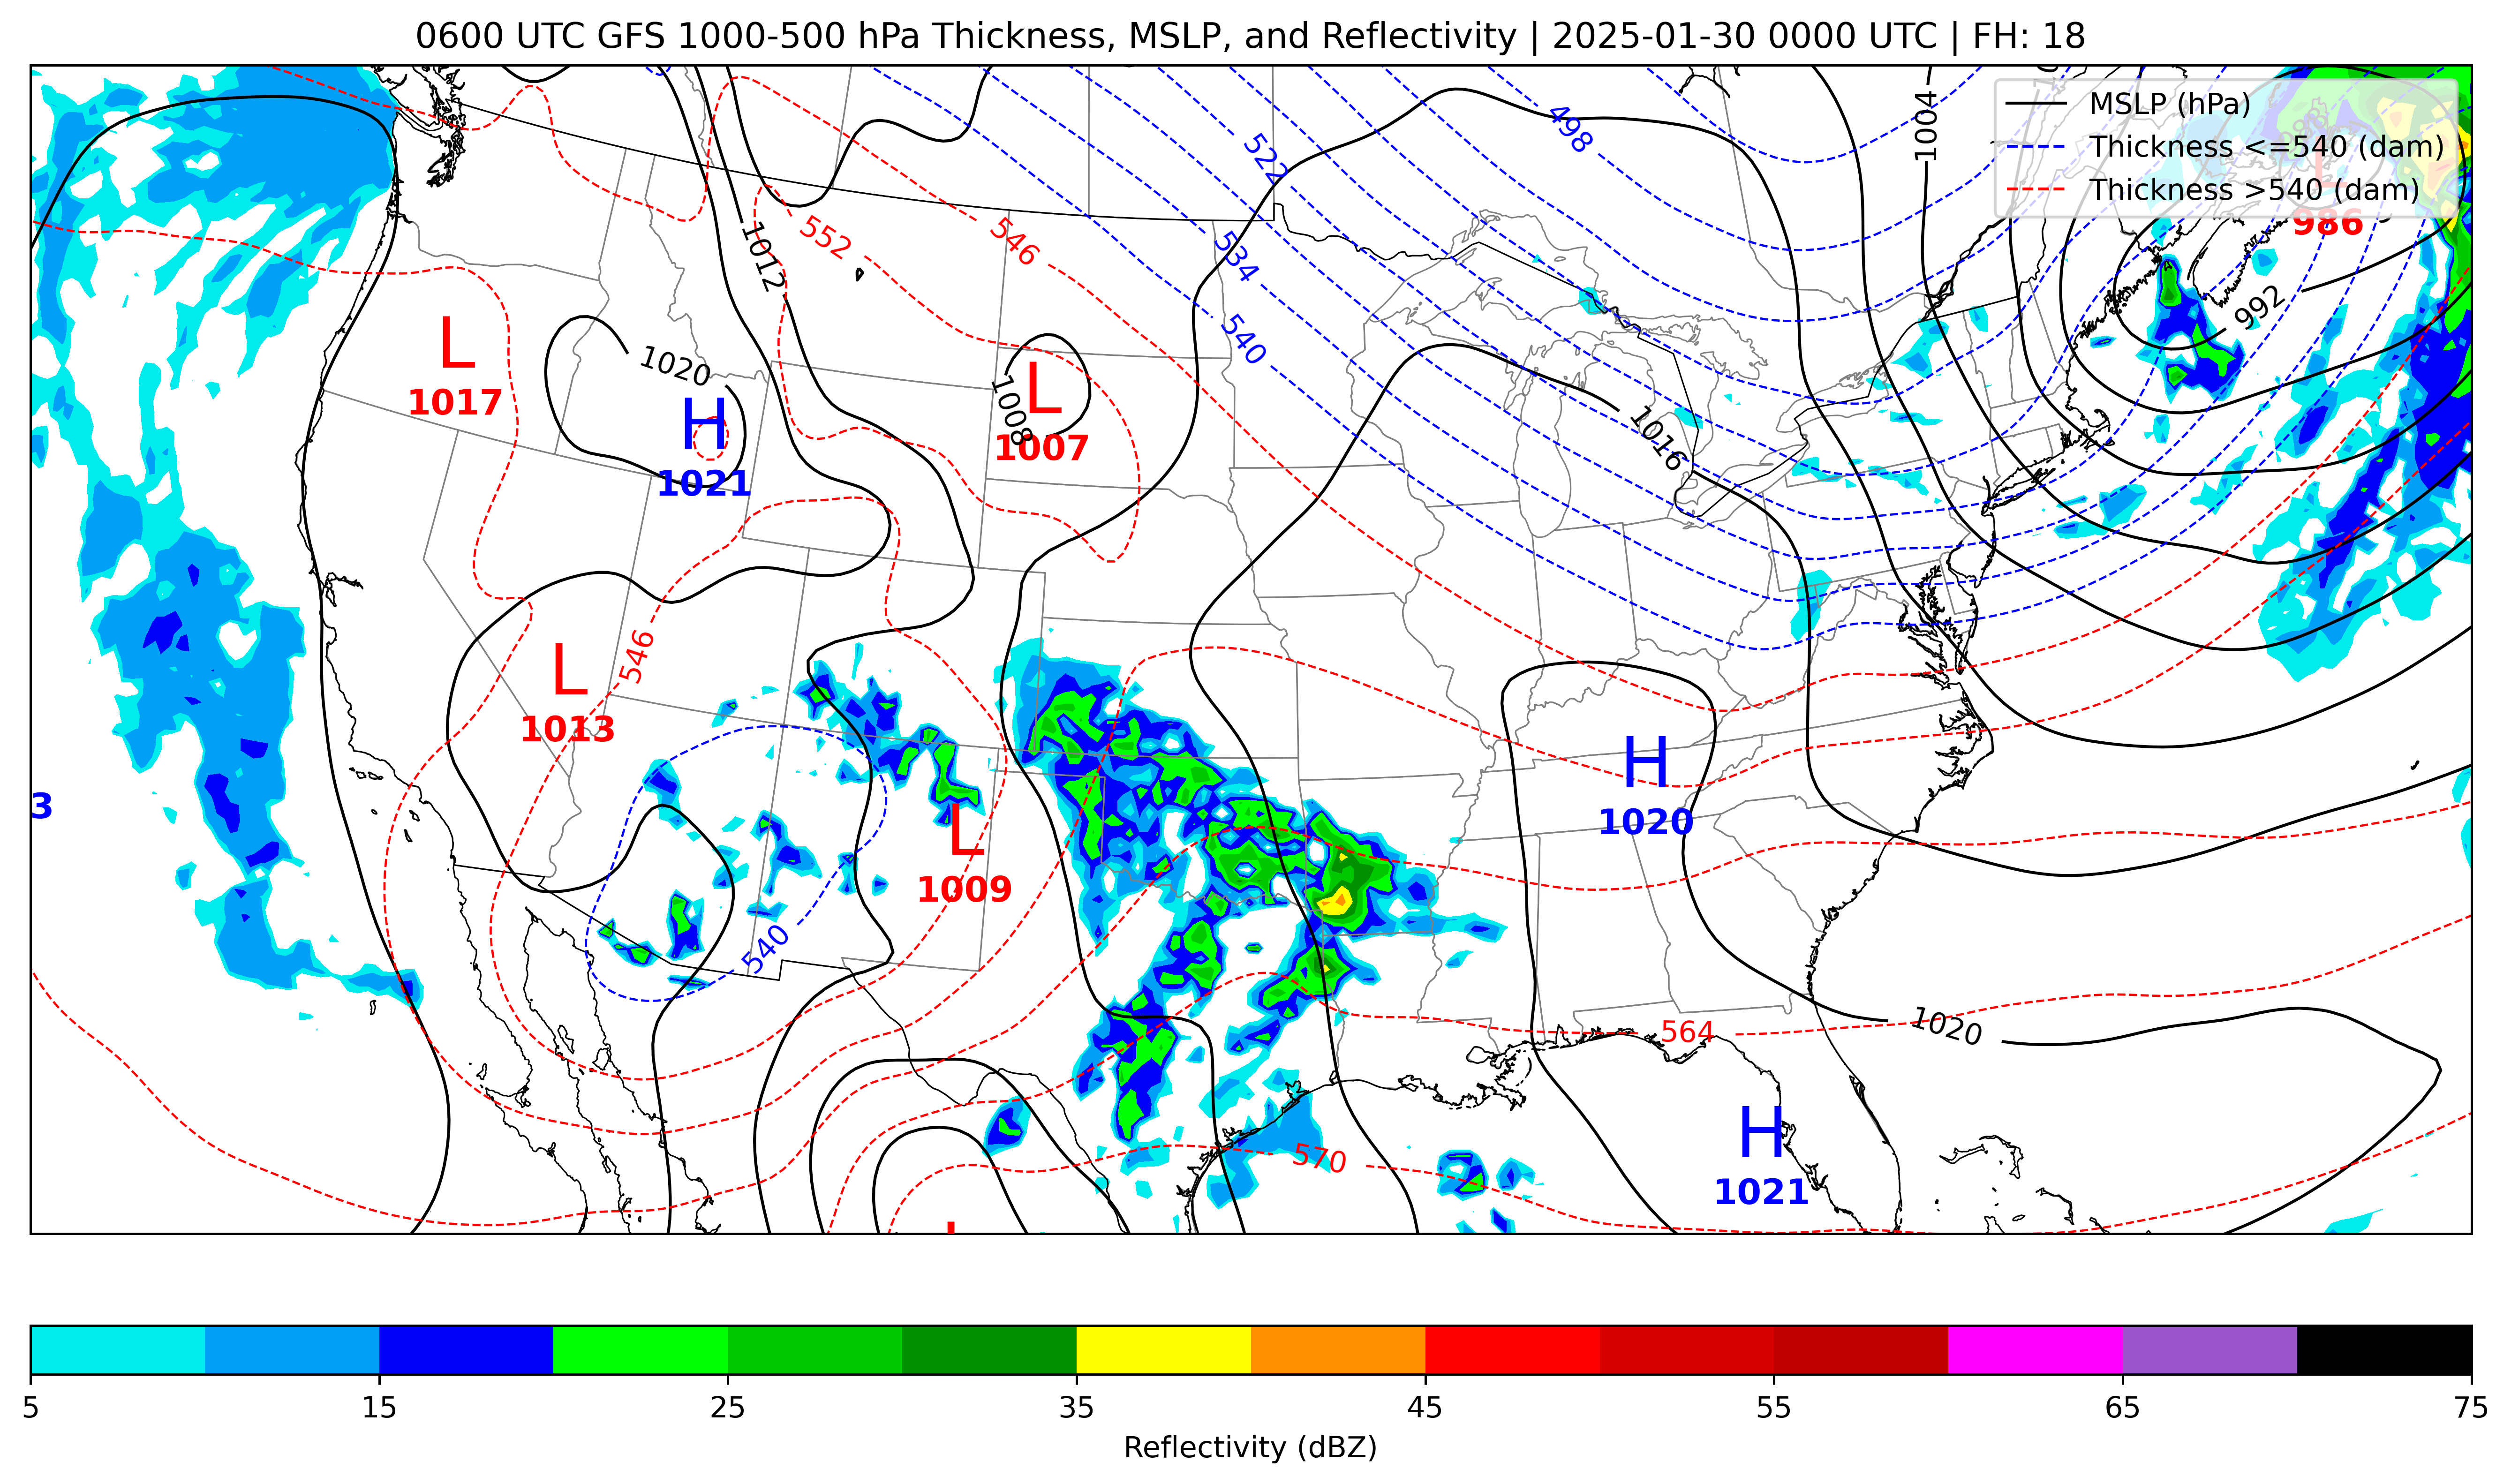 0600 UTC GFS 1000-500 hPa Thickness, MSLP, and Reflectivity | 2025-01-30 0000 UTC | FH: 18
MSLP (hPa)
Thickness <=540 (dam)
Thickness >540 (dam)
1004
498
522
986
552
546
1012
534
992
540
L
1017
1020
H
1021
L
1008
1007
1016
546
L
1013
H
1020
3
L
1009
540
1020
564
H
1021
570
L
5
15
25
35
45
55
65
75
Reflectivity (dBZ)